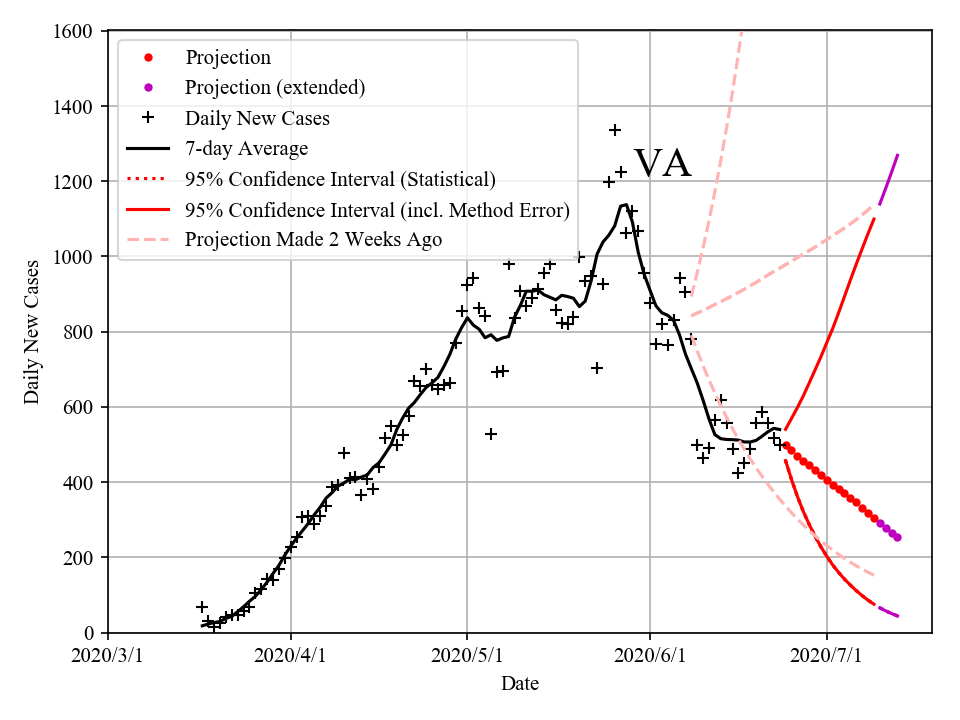 1600
1400
1200
1000
800
600
400
200
0
Daily New Cases
Projection
Projection (extended)
Daily New Cases
7-day Average
95% Confidence Interval (Statistical)
95% Confidence Interval (incl. Method Error)
Projection Made 2 Weeks Ago
VA
2020/3/1 2020/4/1 2020/5/1 2020/6/1 2020/7/1
Date